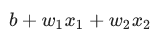 b + w₁x₁ + w₂x₂